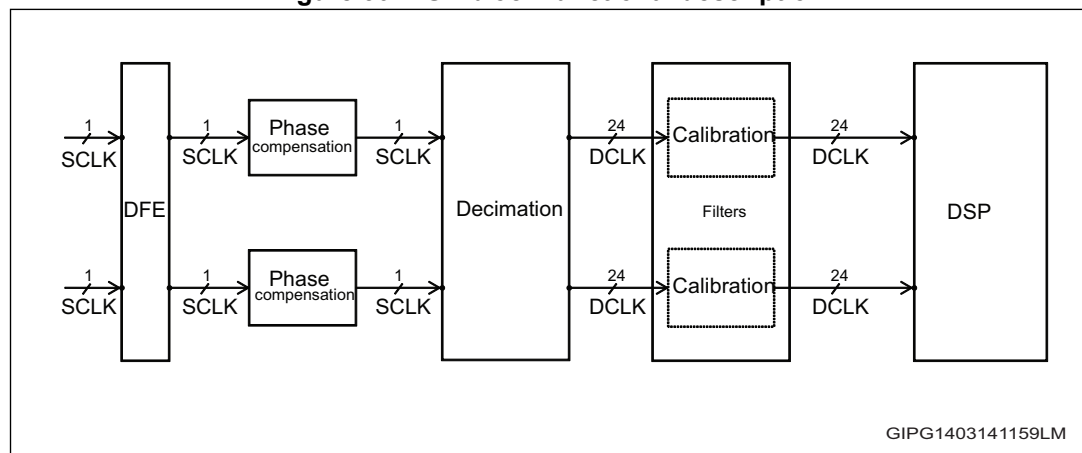 1 1 1 24 24
SCLK SCLK Phase compensation SCLK DCLK Calibration DCLK
DFE Decimation Filters DSP
1 1 1 24 24
SCLK SCLK Phase compensation SCLK DCLK Calibration DCLK
GIPG1403141159LM